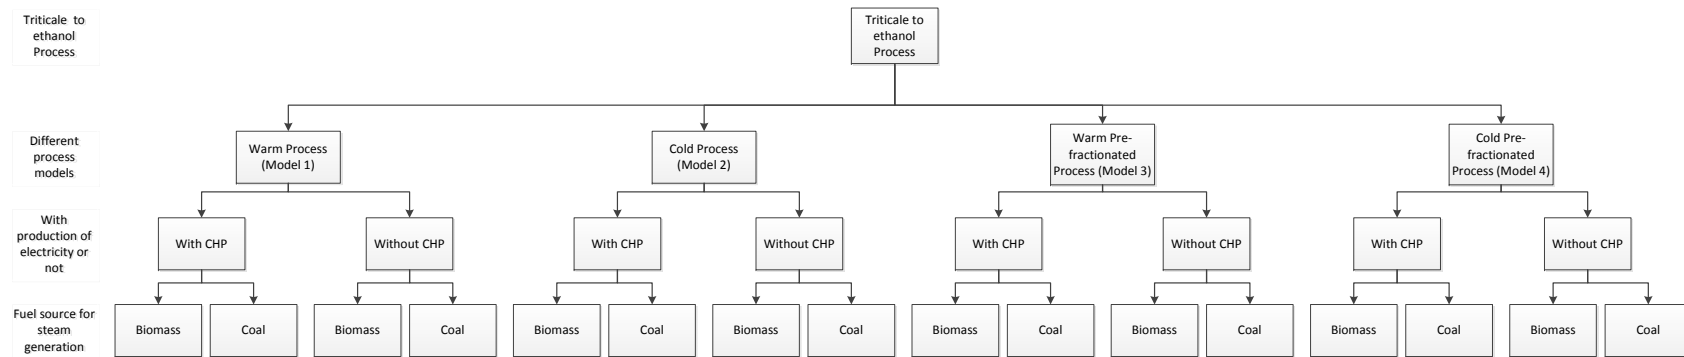 Triticale to
ethanol
Process
Triticale to
ethanol
Process
Different
process
models
Warm Process
(Model 1)
Cold Process
(Model 2)
Warm Pre-
fractionated
Process (Model 3)
Cold Pre-
fractionated
Process (Model 4)
With
production of
electricity or
not
With CHP
Without CHP
With CHP
Without CHP
With CHP
Without CHP
With CHP
Without CHP
Fuel source for
steam
generation
Biomass
Coal
Biomass
Coal
Biomass
Coal
Biomass
Coal
Biomass
Coal
Biomass
Coal
Biomass
Coal
Biomass
Coal